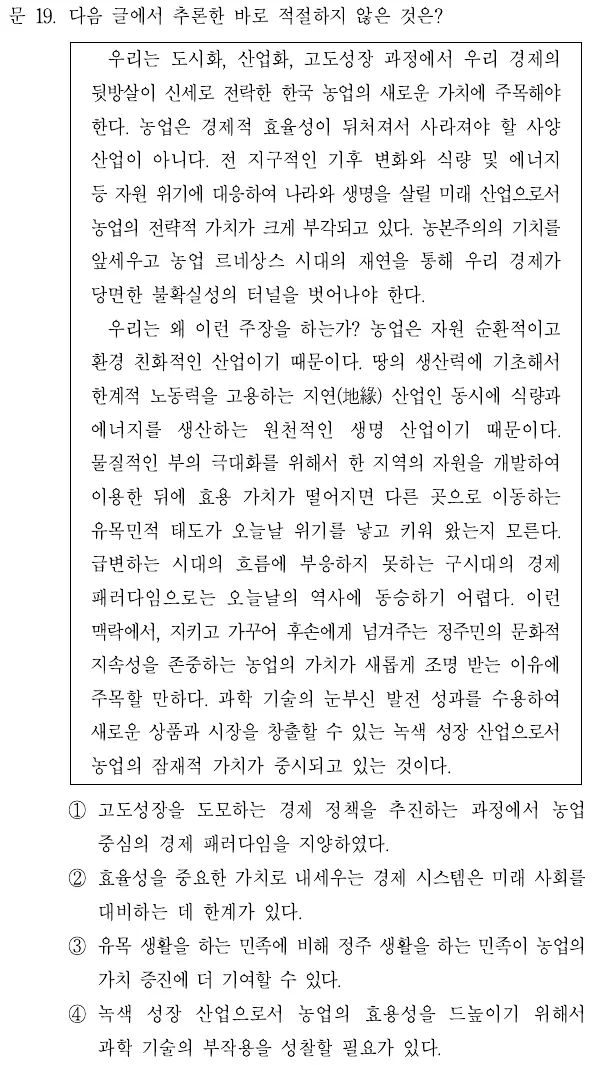 문 19. 다음 글에서 추론한 바로 적절하지 않은 것은?
우리는 도시화, 산업화, 고도성장 과정에서 우리 경제의
뒷방살이 신세로 전락한 한국 농업의 새로운 가치에 주목해야
한다. 농업은 경제적 효율성이 뒤처져서 사라져야 할 사양
산업이 아니다. 전 지구적인 기후 변화와 식량 및 에너지
등 자원 위기에 대응하여 나라와 생명을 살릴 미래 산업으로서
농업의 전략적 가치가 크게 부각되고 있다. 농본주의의 기치를
앞세우고 농업 르네상스 시대의 재연을 통해 우리 경제가
당면한 불확실성의 터널을 벗어나야 한다.
우리는 왜 이런 주장을 하는가? 농업은 자원 순환적이고
환경 친화적인 산업이기 때문이다. 땅의 생산력에 기초해서
한계적 노동력을 고용하는 지연(地緣) 산업인 동시에 식량과
에너지를 생산하는 원천적인 생명 산업이기 때문이다.
물질적인 부의 극대화를 위해서 한 지역의 자원을 개발하여
이용한 뒤에 효용 가치가 떨어지면 다른 곳으로 이동하는
유목민적 태도가 오늘날 위기를 낳고 키워 왔는지 모른다.
급변하는 시대의 흐름에 부응하지 못하는 구시대의 경제
패러다임으로는 오늘날의 역사에 동승하기 어렵다. 이런
맥락에서, 지키고 가꾸어 후손에게 넘겨주는 정주민의 문화적
지속성을 존중하는 농업의 가치가 새롭게 조명 받는 이유에
주목할 만하다. 과학 기술의 눈부신 발전 성과를 수용하여
새로운 상품과 시장을 창출할 수 있는 녹색 성장 산업으로서
농업의 잠재적 가치가 중시되고 있는 것이다.
① 고도성장을 도모하는 경제 정책을 추진하는 과정에서 농업
중심의 경제 패러다임을 지양하였다.
② 효율성을 중요한 가치로 내세우는 경제 시스템은 미래 사회를
대비하는 데 한계가 있다.
③ 유목 생활을 하는 민족에 비해 정주 생활을 하는 민족이 농업의
가치 증진에 더 기여할 수 있다.
④ 녹색 성장 산업으로서 농업의 효용성을 드높이기 위해서
과학 기술의 부작용을 성찰할 필요가 있다.